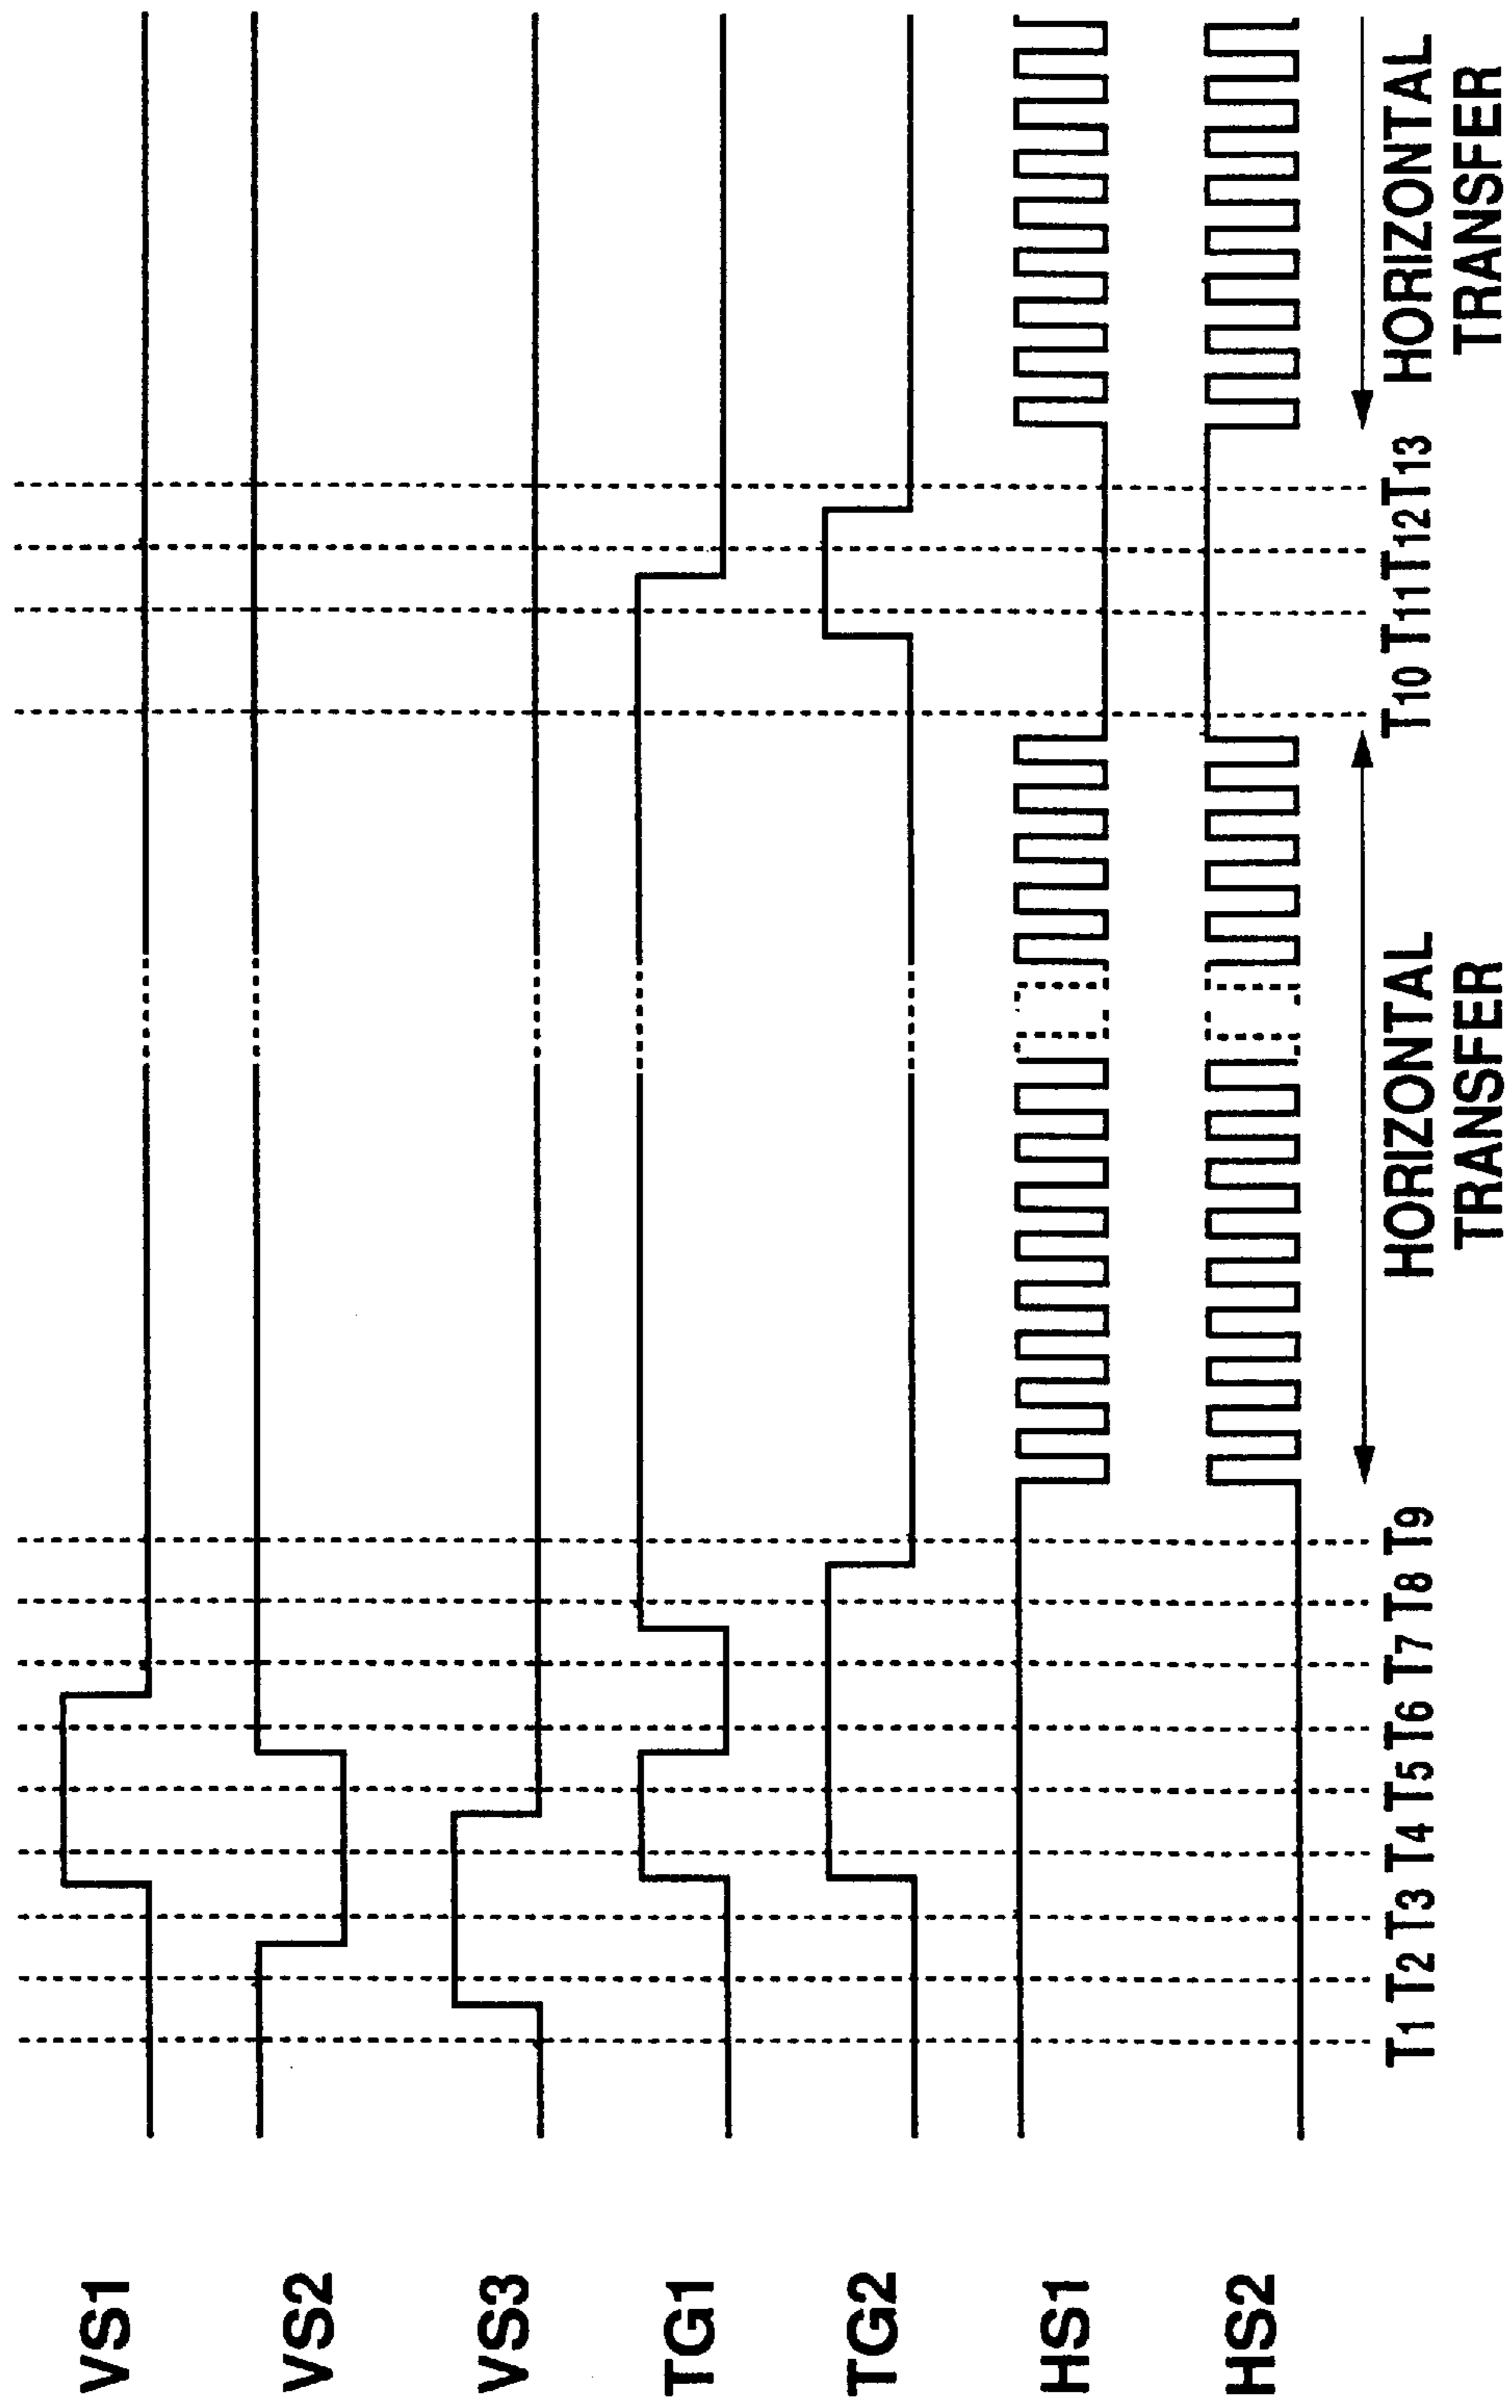 VS1
VS2
VS3
TG1
TG2
HS1
HS2
T1 T2 T3 T4 T5 T6 T7 T8 T9 T10 T11 T12 T13
HORIZONTAL
TRANSFER
HORIZONTAL
TRANSFER